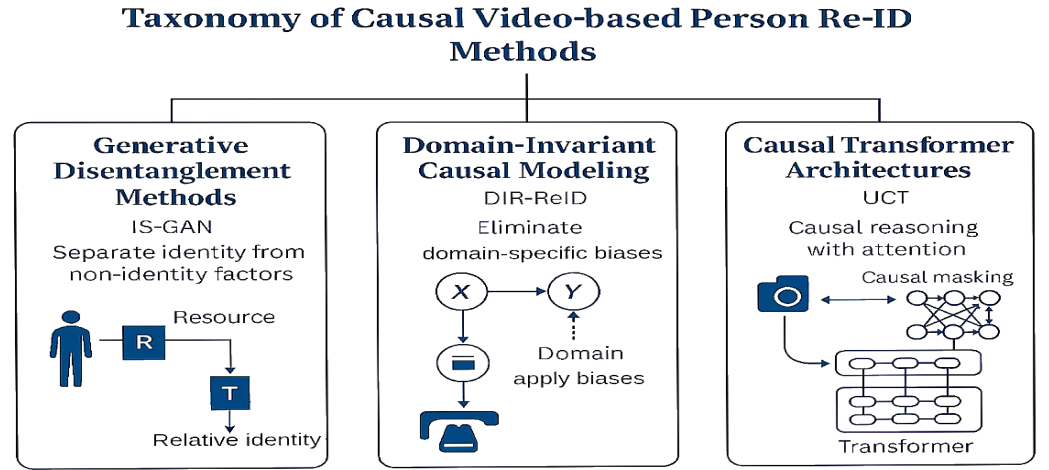 Taxonomy of Causal Video-based Person Re-ID
Methods
Generative
Disentanglement
Methods
IS-GAN
Separate identity from
non-identity factors
Resource
R
T
Relative identity
Domain-Invariant
Causal Modeling
DIR-ReID
Eliminate
domain-specific biases
X
Y
Domain
apply biases
Causal Transformer
Architectures
UCT
Causal reasoning
with attention
Causal masking
Transformer